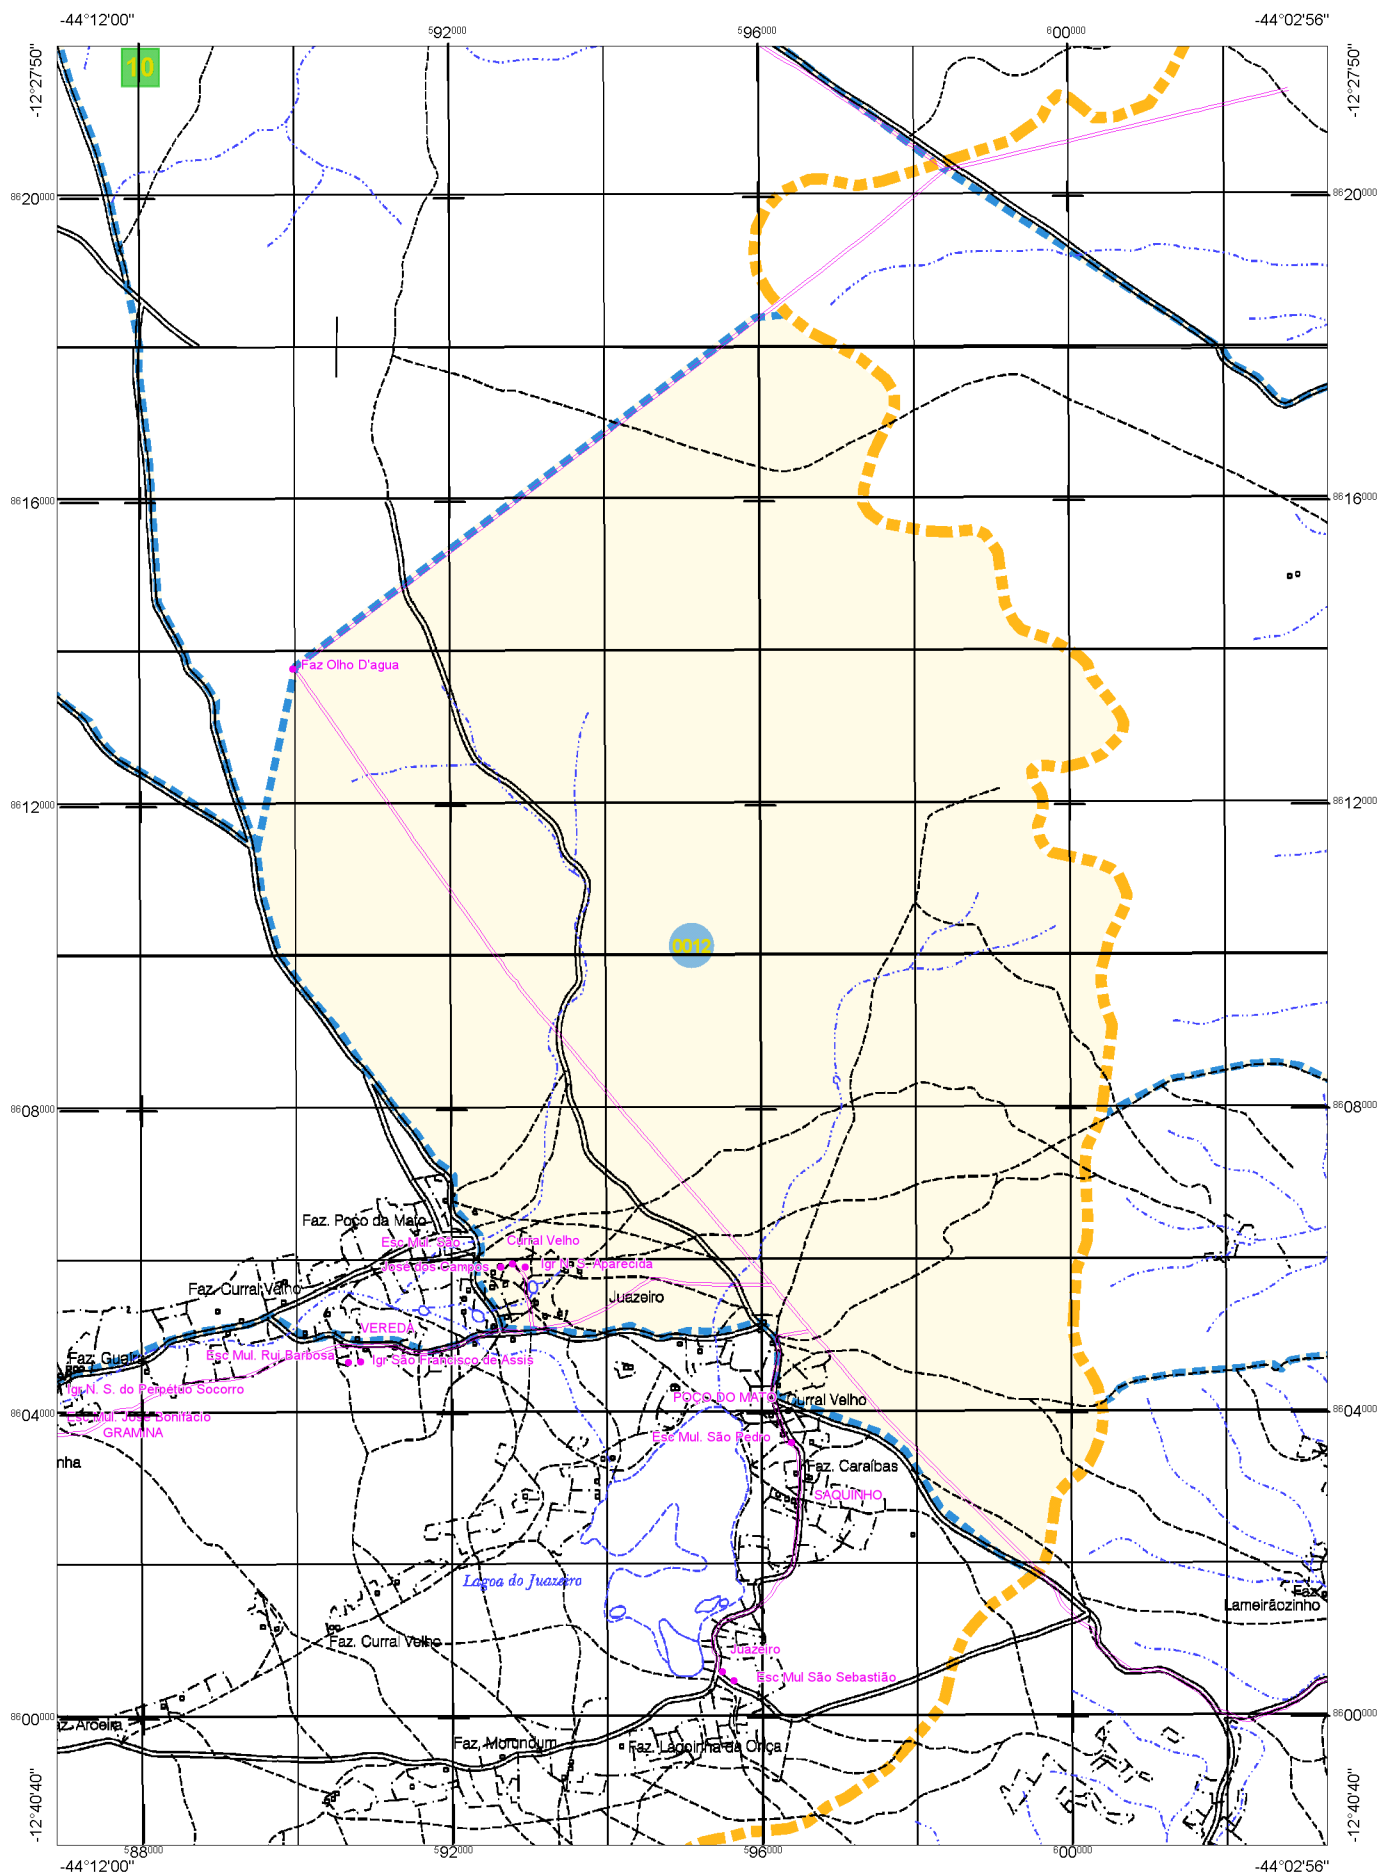 -44°12'00"
592000
596000
600000
-44°02'56"
-12°27'50"
-12°27'50"
10
8620000
8620000
8616000
8616000
Faz Olho D'agua
8612000
8612000
0012
8608000
8608000
Faz. Poço da Mato
Esc Mul. São
José dos Campos
Curral Velho
Igr N. S. Aparecida
Faz. Curral Velho
Juazeiro
VEREDA
Esc Mul. Rui Barbosa
Igr São Francisco de Assis
Igr N. S. do Perpétuo Socorro
POÇO DO MATO
Curral Velho
8604000
8604000
Esc Mul. José Bonifácio
GRAMINA
Esc Mul. São Pedro
nha
Faz. Caraíbas
SAQUINHO
Lagoa do Juazeiro
Faz.
Lameirãozinho
Faz. Curral Velho
Juazeiro
Esc Mul São Sebastião
8600000
8600000
az. Aroeira
Faz. Morundum
Faz. Lagoinha da Onça
-12°40'40"
-12°40'40"
588000
592000
596000
600000
-44°12'00"
-44°02'56"